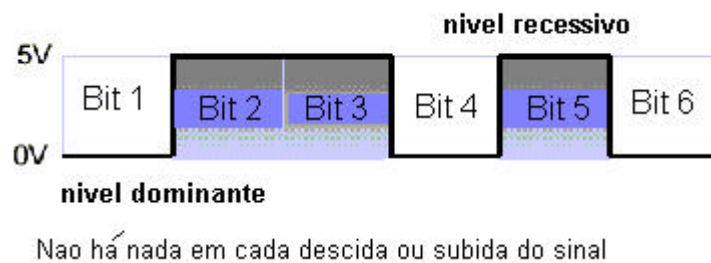 nivel recessivo
5V
Bit 1 Bit 2 Bit 3 Bit 4 Bit 5 Bit 6
0V
nivel dominante
Nao há nada em cada descida ou subida do sinal